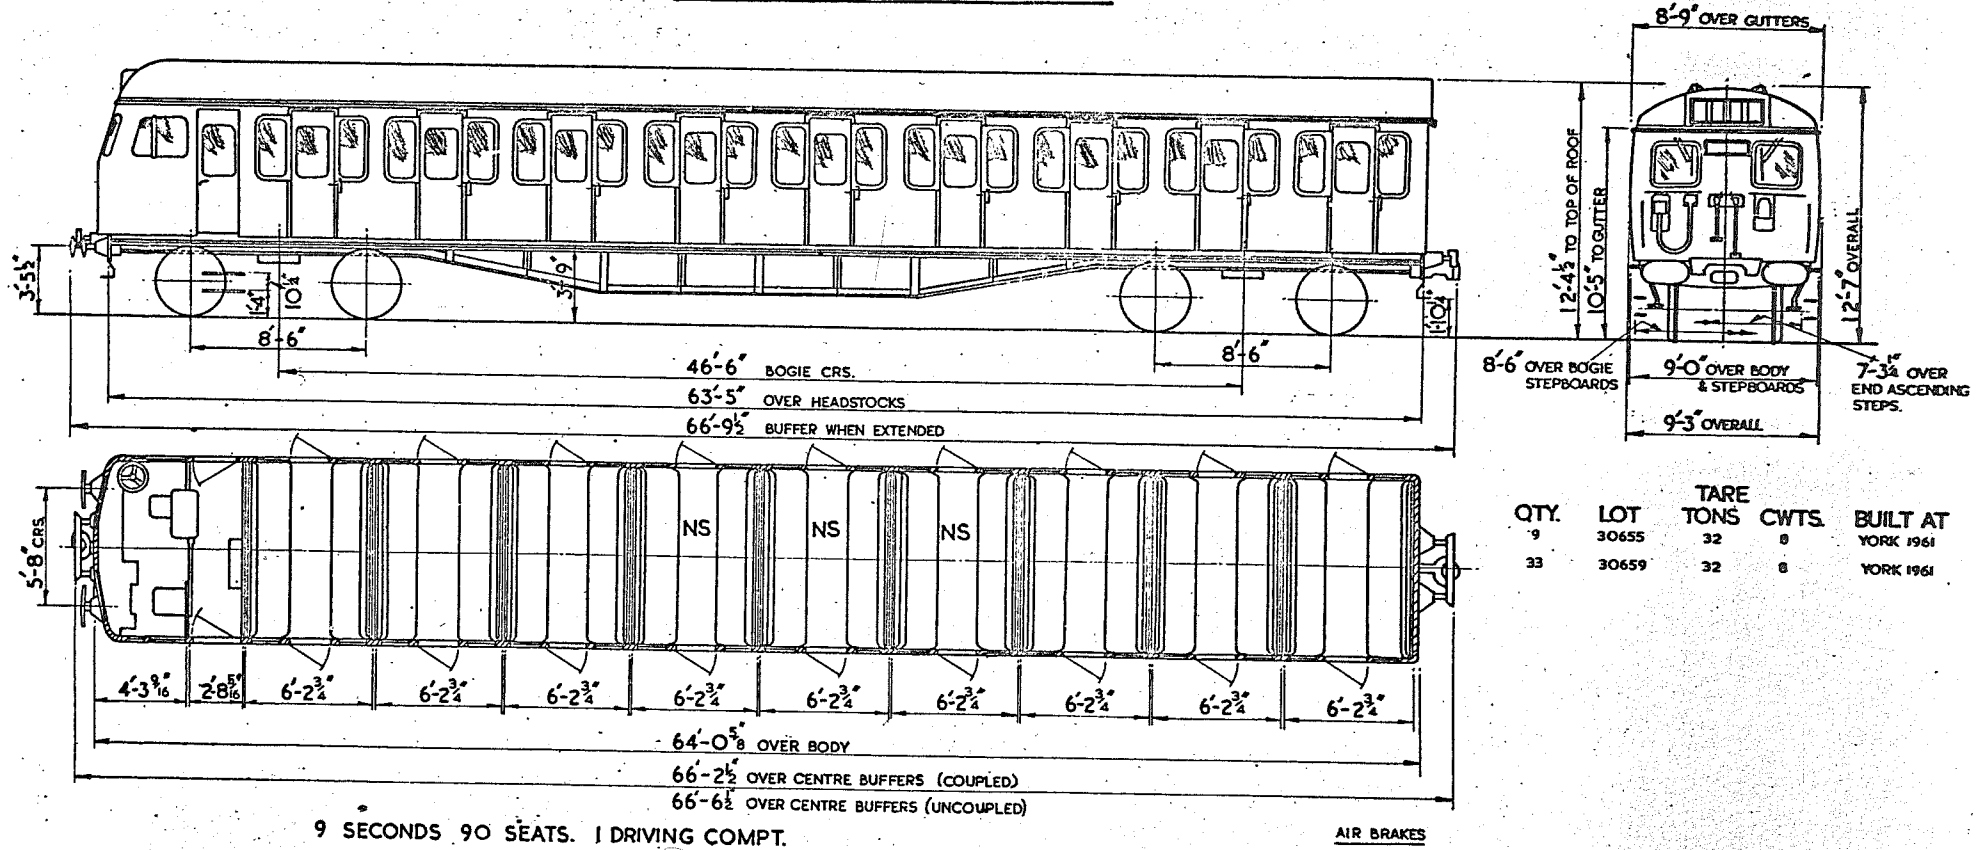 8'-9" OVER GUTTERS
12'-4½" TO TOP OF ROOF
10'-5" TO GUTTER
12'-7" OVERALL
3'-5½"
1'-4"
10¼"
3'-9"
1'-10¼"
8'-6"
8'-6"
46'-6" BOGIE CRS.
63'-5" OVER HEADSTOCKS
66'-9½" BUFFER WHEN EXTENDED
8'-6" OVER BOGIE
STEPBOARDS
9'-0" OVER BODY
& STEPBOARDS
7'-3¼" OVER
END ASCENDING
STEPS.
9'-3" OVERALL
5'-8" CRS.
NS NS NS
QTY. LOT TARE TONS CWTS. BUILT AT
9 30655 32 8 YORK 1961
33 30659 32 8 YORK 1961
4'-3 9/16" 2'-8 5/16" 6'-2¾" 6'-2¾" 6'-2¾" 6'-2¾" 6'-2¾" 6'-2¾" 6'-2¾" 6'-2¾" 6'-2¾"
64'-0⅝" OVER BODY
66'-2½" OVER CENTRE BUFFERS (COUPLED)
66'-6½" OVER CENTRE BUFFERS (UNCOUPLED)
9 SECONDS 90 SEATS. 1 DRIVING COMPT.
AIR BRAKES